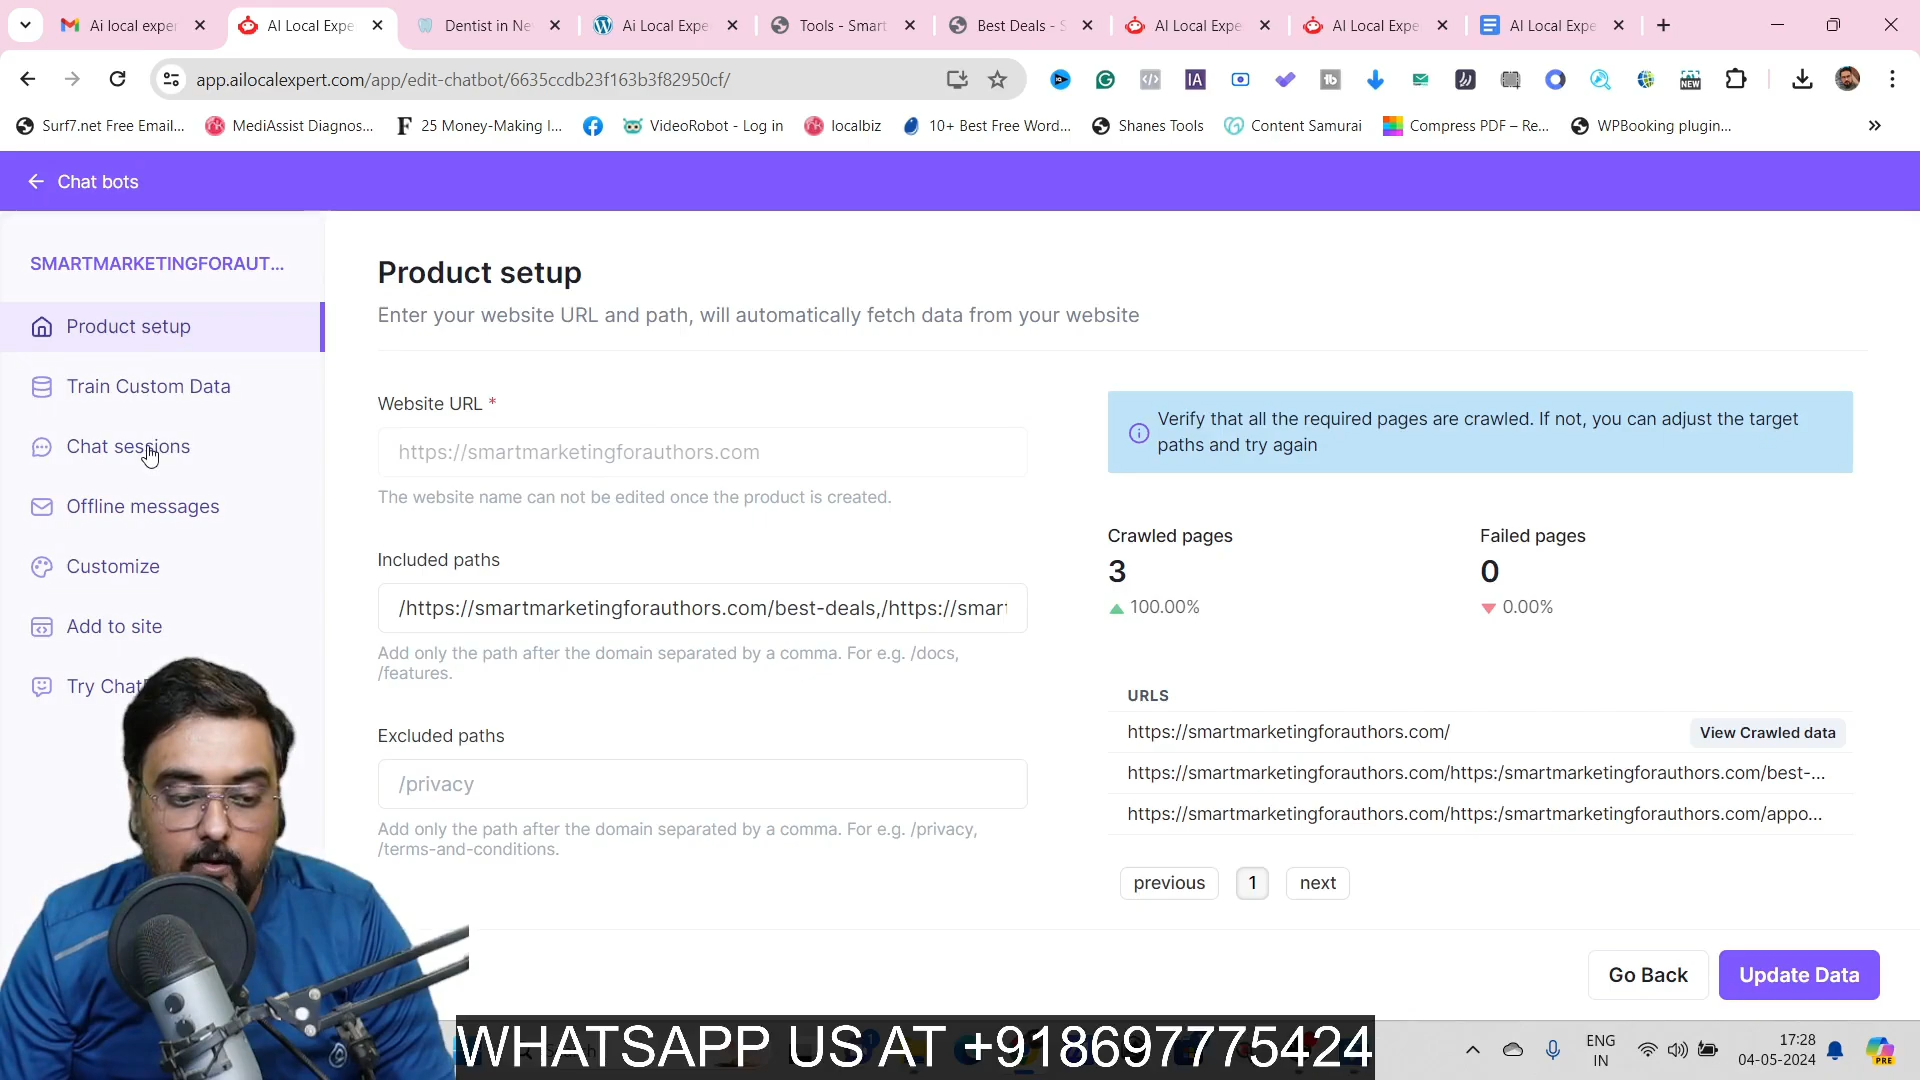 Ai local exper
AI Local Expe
Dentist in Ne
Ai Local Expe
Tools - Smart
Best Deals - S
AI Local Expe
AI Local Expe
AI Local Expe
app.ailocalexpert.com/app/edit-chatbot/6635ccdb23f163b3f82950cf/
Surf7.net Free Email...
MediAssist Diagnos...
25 Money-Making I...
VideoRobot - Log in
localbiz
10+ Best Free Word...
Shanes Tools
Content Samurai
Compress PDF – Re...
WPBooking plugin...
Chat bots
SMARTMARKETINGFORAUT...
Product setup
Train Custom Data
Chat sessions
Offline messages
Customize
Add to site
Try Chat
Product setup
Enter your website URL and path, will automatically fetch data from your website
Website URL *
https://smartmarketingforauthors.com
The website name can not be edited once the product is created.
Included paths
/https://smartmarketingforauthors.com/best-deals,/https://smart
Add only the path after the domain separated by a comma. For e.g. /docs,
/features.
Excluded paths
/privacy
Add only the path after the domain separated by a comma. For e.g. /privacy,
/terms-and-conditions.
Verify that all the required pages are crawled. If not, you can adjust the target
paths and try again
Crawled pages
3
100.00%
Failed pages
0
0.00%
URLS
https://smartmarketingforauthors.com/
View Crawled data
https://smartmarketingforauthors.com/https:/smartmarketingforauthors.com/best-...
https://smartmarketingforauthors.com/https:/smartmarketingforauthors.com/appo...
previous
1
next
Go Back
Update Data
WHATSAPP US AT +918697775424
ENG
IN
17:28
04-05-2024